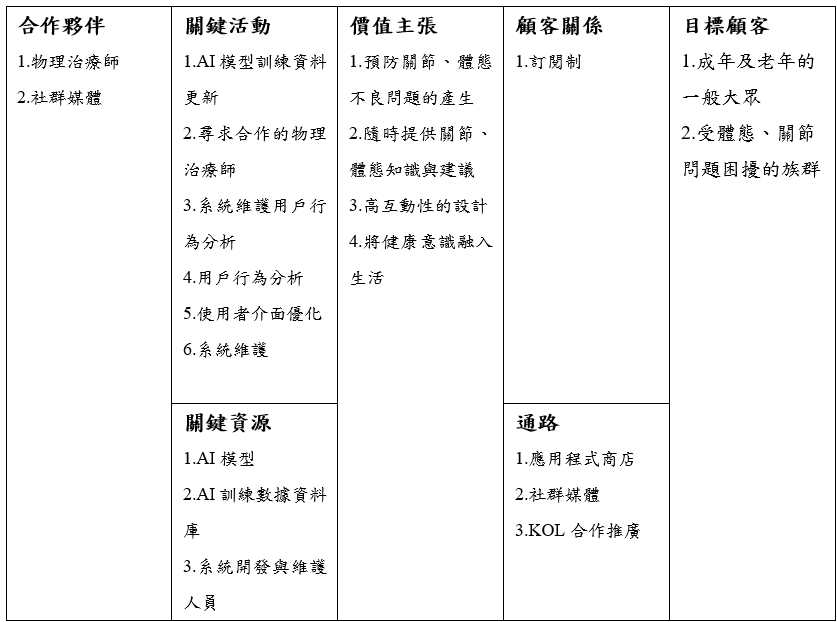 合作夥伴
1.物理治療師
2.社群媒體
關鍵活動
1.AI 模型訓練資料
更新
2.尋求合作的物理
治療師
3.系統維護用戶行
為分析
4.用戶行為分析
5.使用者介面優化
6.系統維護
關鍵資源
1.AI 模型
2.AI 訓練數據資料
庫
3.系統開發與維護
人員
價值主張
1.預防關節、體態
不良問題的產生
2.隨時提供關節、
體態知識與建議
3.高互動性的設計
4.將健康意識融入
生活
顧客關係
1.訂閱制
通路
1.應用程式商店
2.社群媒體
3.KOL 合作推廣
目標顧客
1.成年及老年的
一般大眾
2.受體態、關節
問題困擾的族群